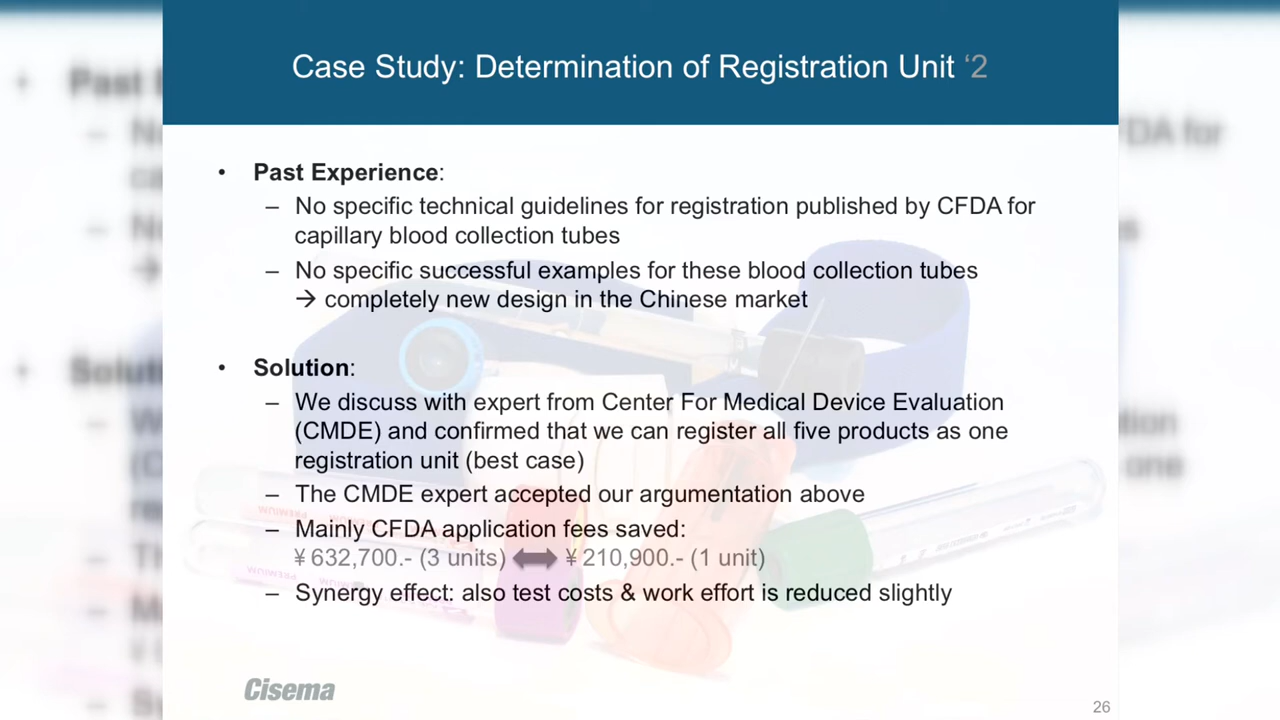 Case Study: Determination of Registration Unit ‘2
• Past Experience:
– No specific technical guidelines for registration published by CFDA for
capillary blood collection tubes
– No specific successful examples for these blood collection tubes
→ completely new design in the Chinese market
• Solution:
– We discuss with expert from Center For Medical Device Evaluation
(CMDE) and confirmed that we can register all five products as one
registration unit (best case)
– The CMDE expert accepted our argumentation above
– Mainly CFDA application fees saved:
¥ 632,700.- (3 units) ⬌ ¥ 210,900.- (1 unit)
– Synergy effect: also test costs & work effort is reduced slightly
Cisema
26